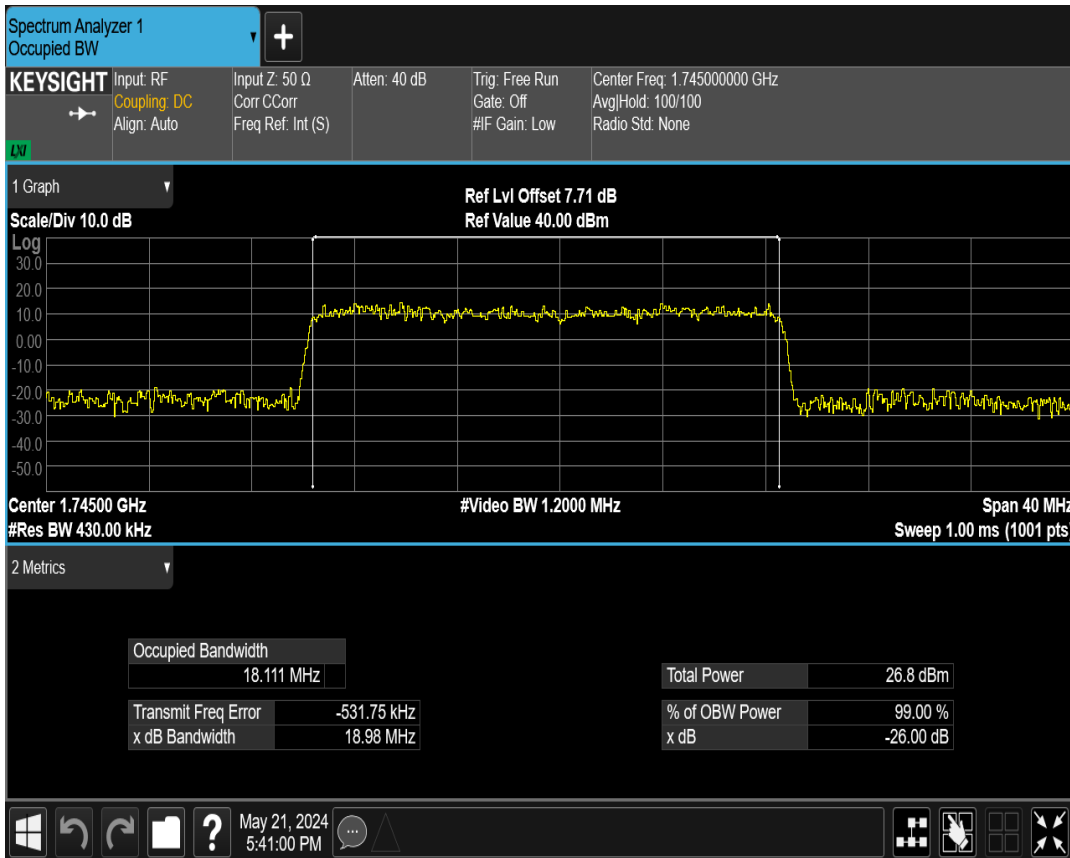 Spectrum Analyzer 1
Occupied BW
+
KEYSIGHT
LXI
Input: RF
Coupling: DC
Align: Auto
Input Z: 50 Ω
Corr CCorr
Freq Ref: Int (S)
Atten: 40 dB
Trig: Free Run
Gate: Off
#IF Gain: Low
Center Freq: 1.745000000 GHz
Avg|Hold: 100/100
Radio Std: None
1 Graph
Ref Lvl Offset 7.71 dB
Scale/Div 10.0 dB
Ref Value 40.00 dBm
Log
30.0
20.0
10.0
0.00
-10.0
-20.0
-30.0
-40.0
-50.0
Center 1.74500 GHz
#Video BW 1.2000 MHz
Span 40 MHz
#Res BW 430.00 kHz
Sweep 1.00 ms (1001 pts)
2 Metrics
Occupied Bandwidth
18.111 MHz
Total Power 26.8 dBm
Transmit Freq Error -531.75 kHz
% of OBW Power 99.00 %
x dB Bandwidth 18.98 MHz
x dB -26.00 dB
?
May 21, 2024
5:41:00 PM